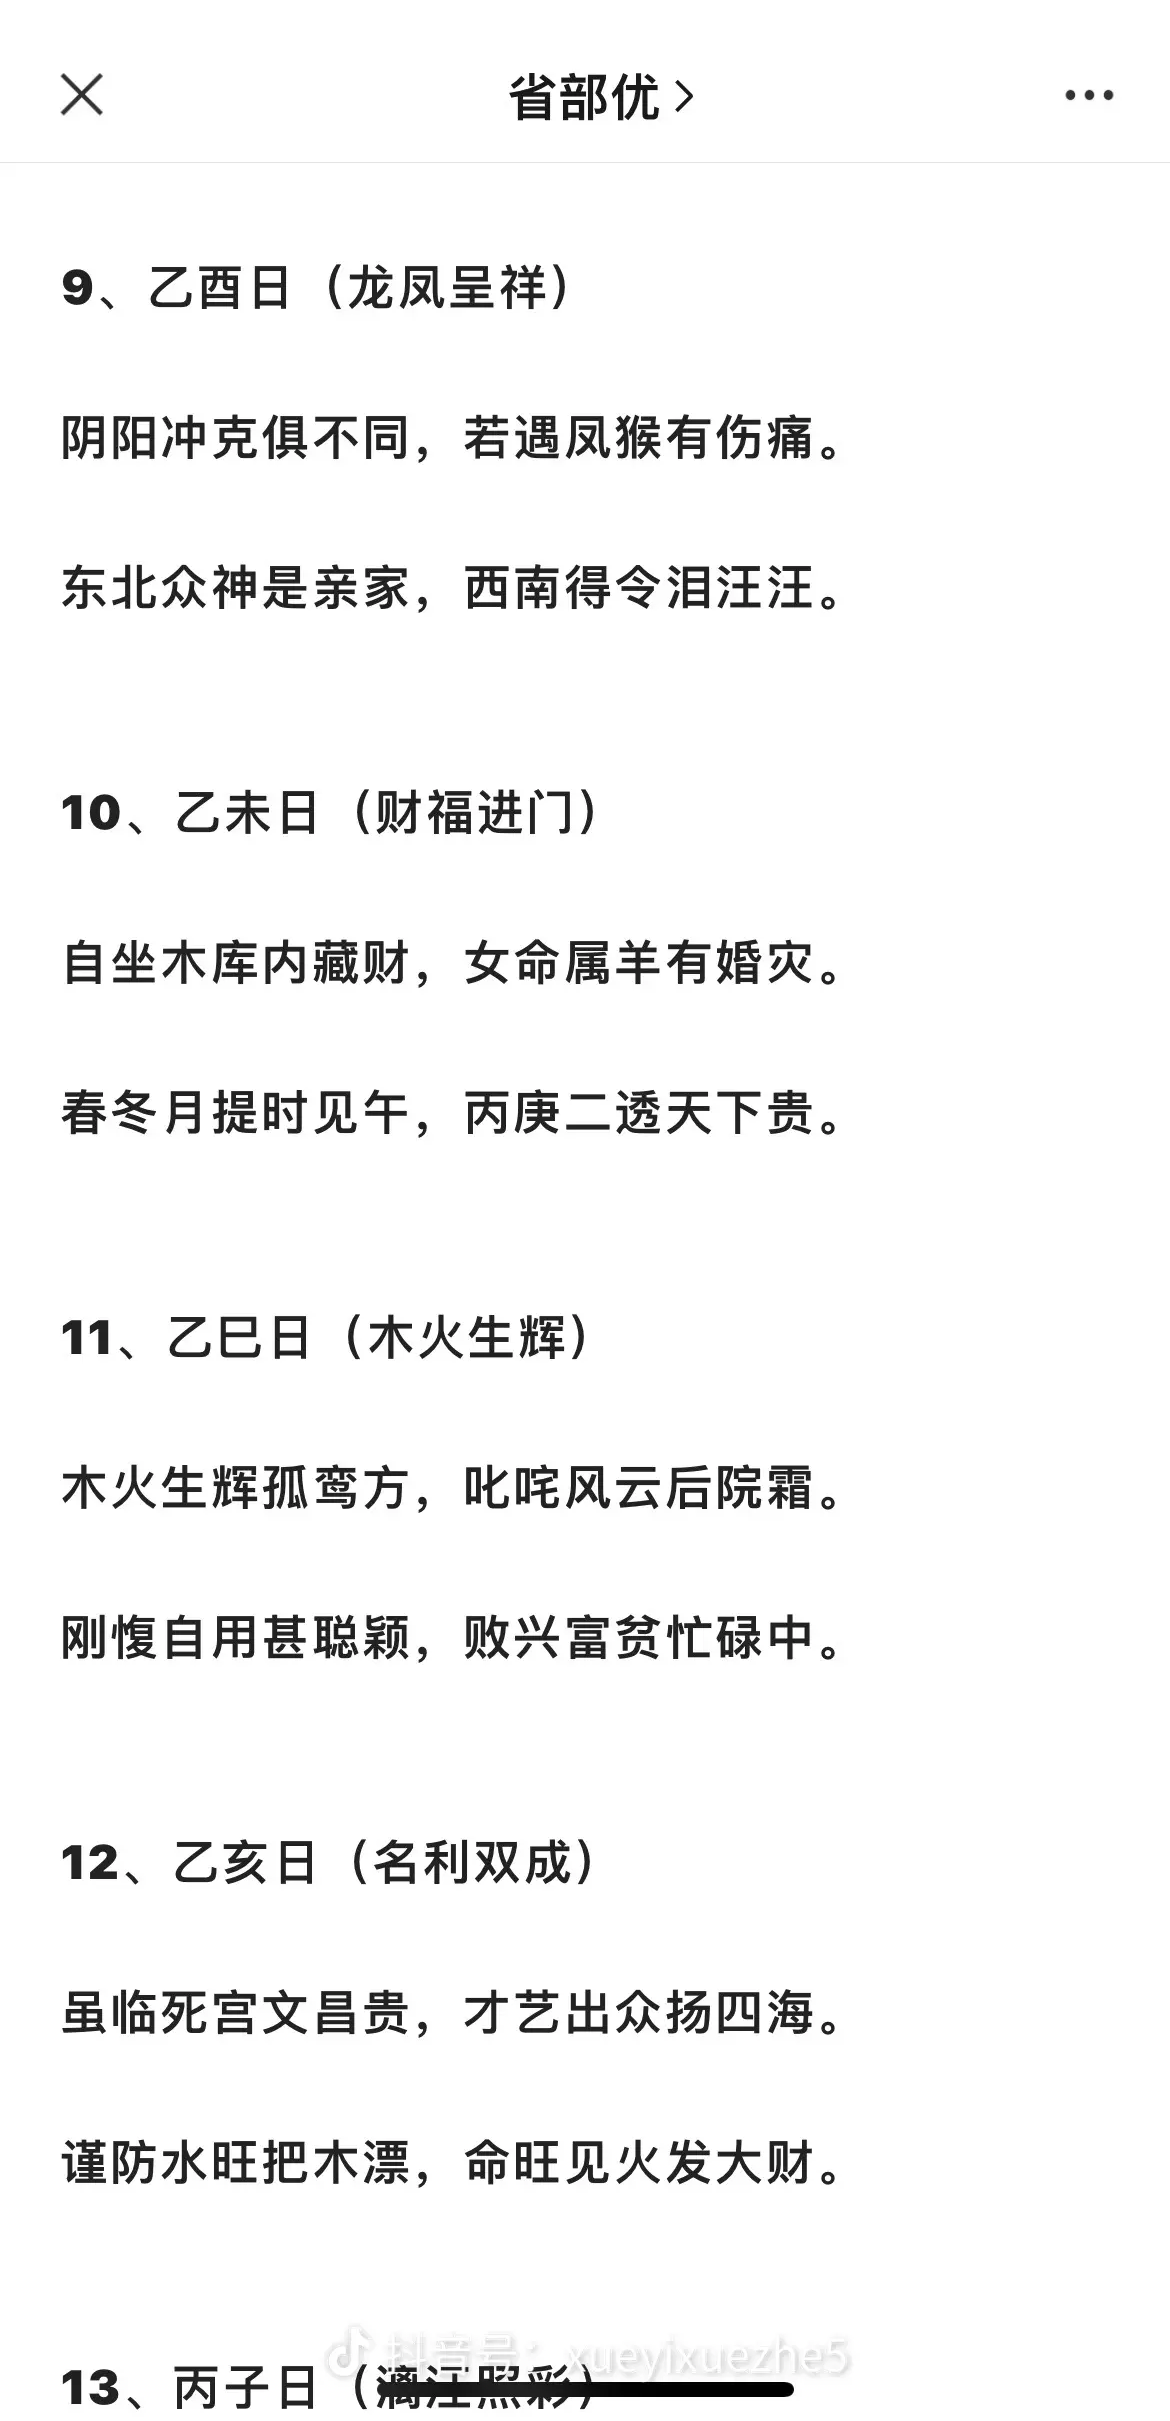 省部优
9、乙酉日（龙凤呈祥）
阴阳冲克俱不同，若遇凤猴有伤痛。
东北众神是亲家，西南得令泪汪汪。
10、乙未日（财福进门）
自坐木库内藏财，女命属羊有婚灾。
春冬月提时见午，丙庚二透天下贵。
11、乙巳日（木火生辉）
木火生辉孤鸾方，叱咤风云后院霜。
刚愎自用甚聪颖，败兴富贫忙碌中。
12、乙亥日（名利双成）
虽临死宫文昌贵，才艺出众扬四海。
谨防水旺把木漂，命旺见火发大财。
抖音号：xueyixuezhe5
13、丙子日（